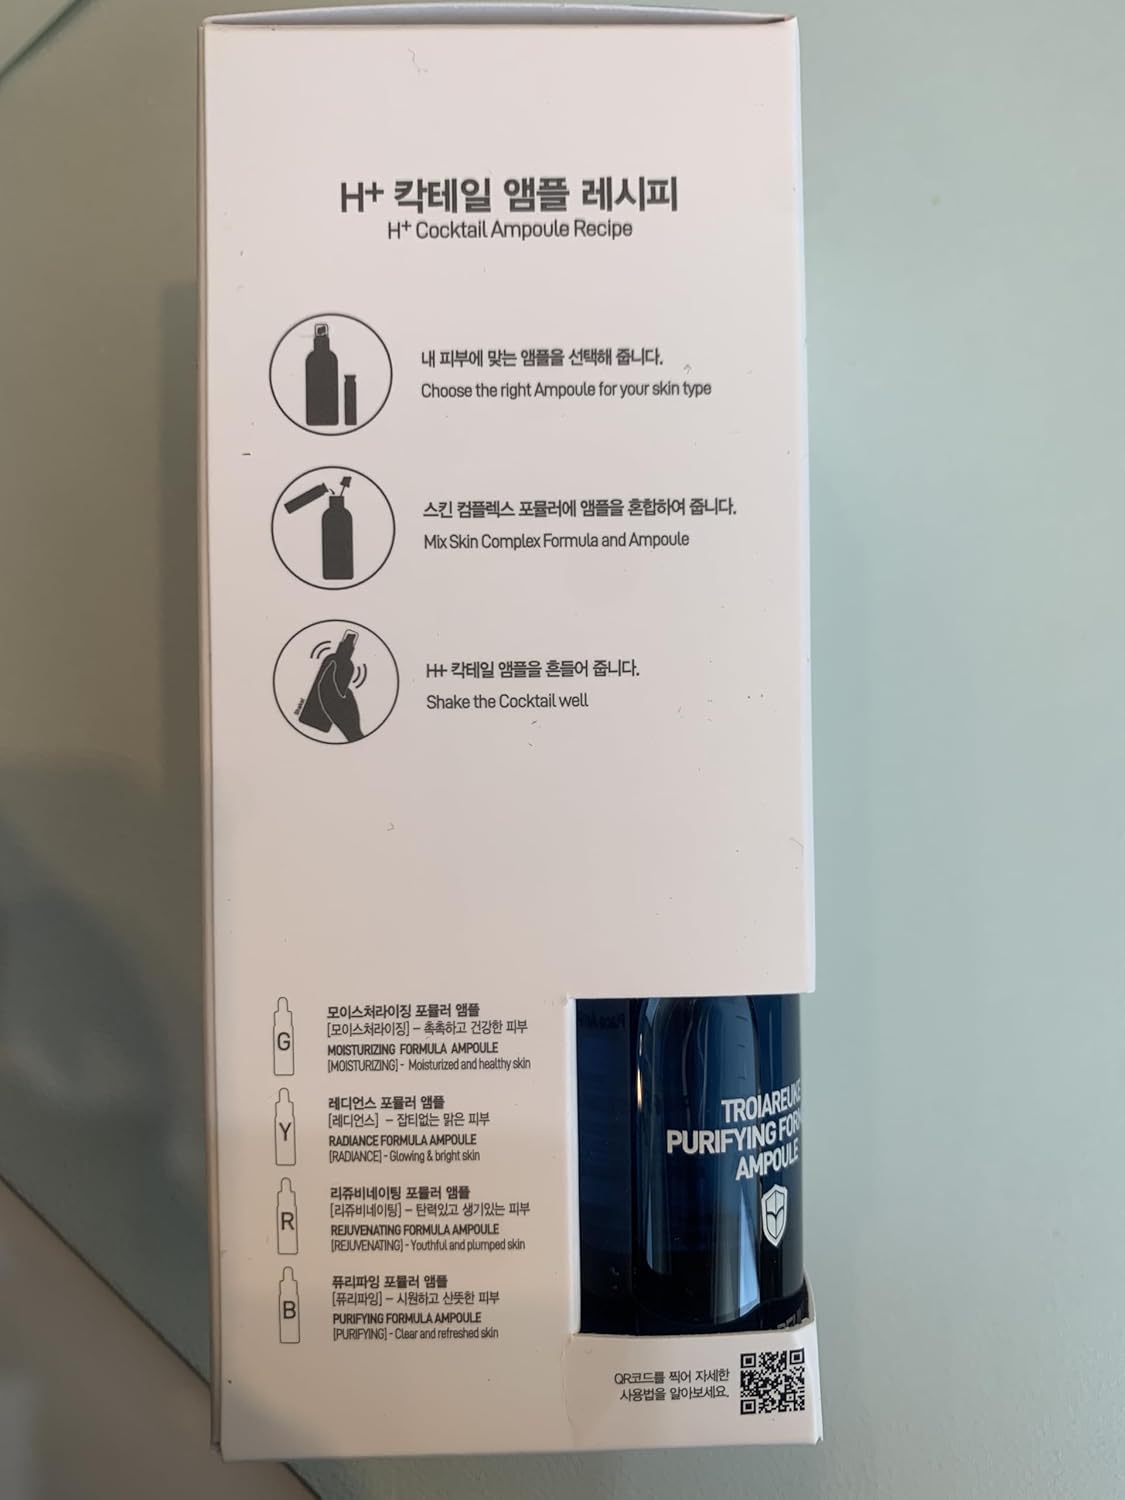 H+ 칵테일 앰플 레시피
H+ Cocktail Ampoule Recipe
내 피부에 맞는 앰플을 선택해 줍니다.
Choose the right Ampoule for your skin type
스킨 컴플렉스 포뮬러에 앰플을 혼합하여 줍니다.
Mix Skin Complex Formula and Ampoule
Shake!
H+ 칵테일 앰플을 흔들어 줍니다.
Shake the Cocktail well
G
모이스처라이징 포뮬러 앰플
[모이스처라이징] – 촉촉하고 건강한 피부
MOISTURIZING FORMULA AMPOULE
[MOISTURIZING] - Moisturized and healthy skin
Y
레디언스 포뮬러 앰플
[레디언스] – 잡티없는 맑은 피부
RADIANCE FORMULA AMPOULE
[RADIANCE] - Glowing & bright skin
R
리쥬비네이팅 포뮬러 앰플
[리쥬비네이팅] – 탄력있고 생기있는 피부
REJUVENATING FORMULA AMPOULE
[REJUVENATING] - Youthful and plumped skin
B
퓨리파잉 포뮬러 앰플
[퓨리파잉] – 시원하고 산뜻한 피부
PURIFYING FORMULA AMPOULE
[PURIFYING] - Clear and refreshed skin
TROIAREUKE
PURIFYING FORM
AMPOULE
QR코드를 찍어 자세한
사용법을 알아보세요.